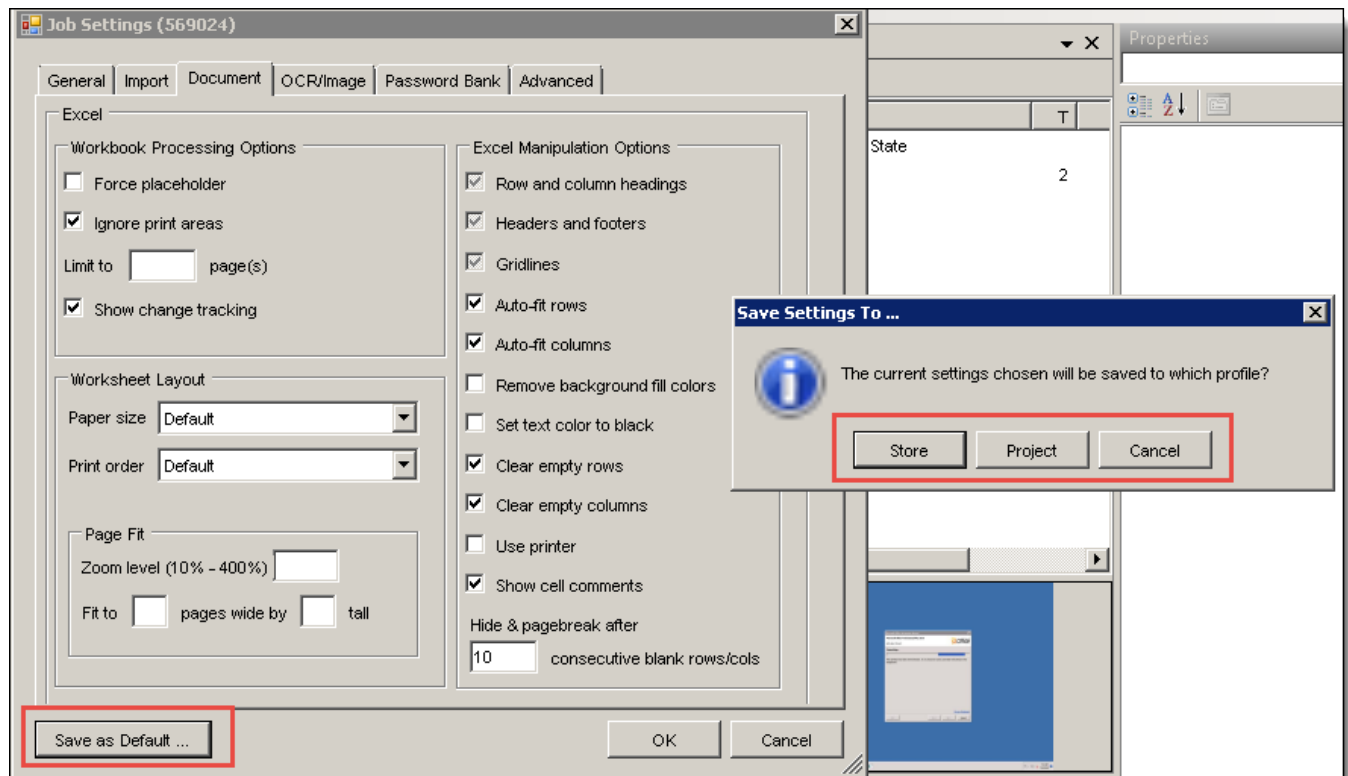 Job Settings (569024)
General
Import
Document
OCR/Image
Password Bank
Advanced
Excel
Workbook Processing Options
Force placeholder
Ignore print areas
Limit to page(s)
Show change tracking
Worksheet Layout
Paper size Default
Print order Default
Page Fit
Zoom level (10% - 400%)
Fit to pages wide by tall
Excel Manipulation Options
Row and column headings
Headers and footers
Gridlines
Auto-fit rows
Auto-fit columns
Remove background fill colors
Set text color to black
Clear empty rows
Clear empty columns
Use printer
Show cell comments
Hide & pagebreak after
10 consecutive blank rows/cols
Save as Default ...
OK
Cancel
T
State
2
Properties
Save Settings To ...
The current settings chosen will be saved to which profile?
Store
Project
Cancel